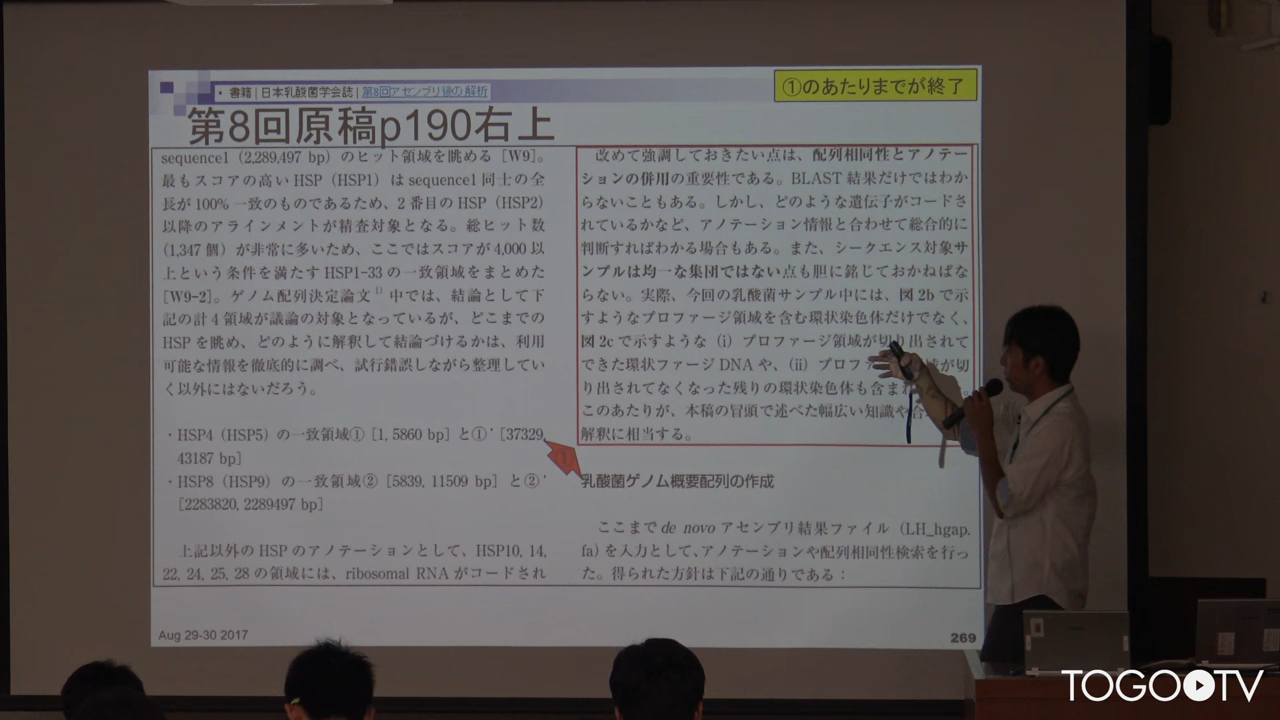 ・ 書籍 | 日本乳酸菌学会誌 | 第8回アセンブリ後の解析
①のあたりまでが終了
第8回原稿p190右上
sequence1 (2,289,497 bp) のヒット領域を眺める [W9]。
最もスコアの高い HSP (HSP1) は sequence1 同士の全
長が 100% 一致のものであるため、2 番目の HSP (HSP2)
以降のアラインメントが精査対象となる。総ヒット数
(1,347 個) が非常に多いため、ここではスコアが 4,000 以
上という条件を満たす HSP1-33 の一致領域をまとめた
[W9-2]。ゲノム配列決定論文1) 中では、結論として下
記の計 4 領域が議論の対象となっているが、どこまでの
HSP を眺め、どのように解釈して結論づけるかは、利用
可能な情報を徹底的に調べ、試行錯誤しながら整理してい
く以外にはないだろう。
・HSP4 (HSP5) の一致領域① [1, 5860 bp] と①' [37329,
43187 bp]
・HSP8 (HSP9) の一致領域② [5839, 11509 bp] と②'
[2283820, 2289497 bp]
上記以外の HSP のアノテーションとして、HSP10, 14,
22, 24, 25, 28 の領域には、ribosomal RNA がコードされ
改めて強調しておきたい点は、配列相同性とアノテー
ションの併用の重要性である。BLAST 結果だけではわか
らないこともある。しかし、どのような遺伝子がコードさ
れているかなど、アノテーション情報と合わせて総合的に
判断すればわかる場合もある。また、シークエンス対象サ
ンプルは均一な集団ではない点も胆に銘じておかねばな
らない。実際、今回の乳酸菌サンプル中には、図 2b で示
すようなプロファージ領域を含む環状染色体だけでなく、
図 2c で示すような (i) プロファージ領域が切り出されて
できた環状ファージ DNA や、(ii) プロファ 域が切
り出されてなくなった残りの環状染色体も含ま
このあたりが、本稿の冒頭で述べた幅広い知識や
解釈に相当する。
乳酸菌ゲノム概要配列の作成
ここまで de novo アセンブリ結果ファイル (LH_hgap.
fa) を入力として、アノテーションや配列相同性検索を行っ
た。得られた方針は下記の通りである：
Aug 29-30 2017
269
TOGO TV